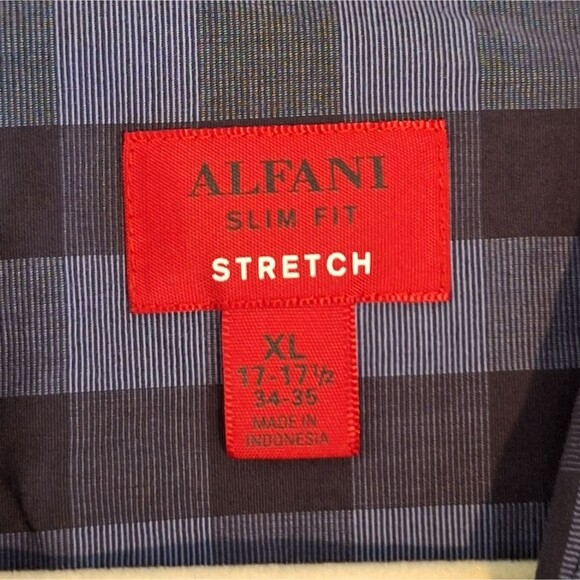 ALFANI
SLIM FIT
STRETCH
XL
17-17½
34-35
MADE IN
INDONESIA